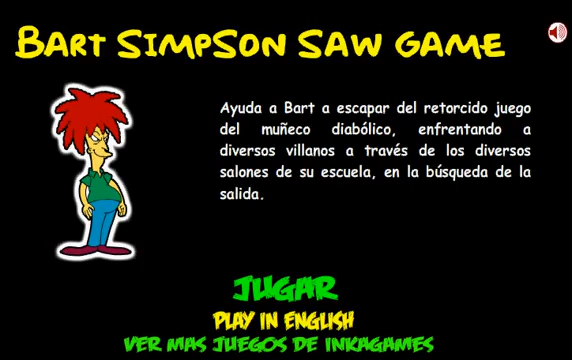 BART SIMPSON SAW GAME
Ayuda a Bart a escapar del retorcido juego
del muñeco diabólico, enfrentando a
diversos villanos a través de los diversos
salones de su escuela, en la búsqueda de la
salida.
JUGAR
PLAY IN ENGLISH
VER MAS JUEGOS DE INKAGAMES